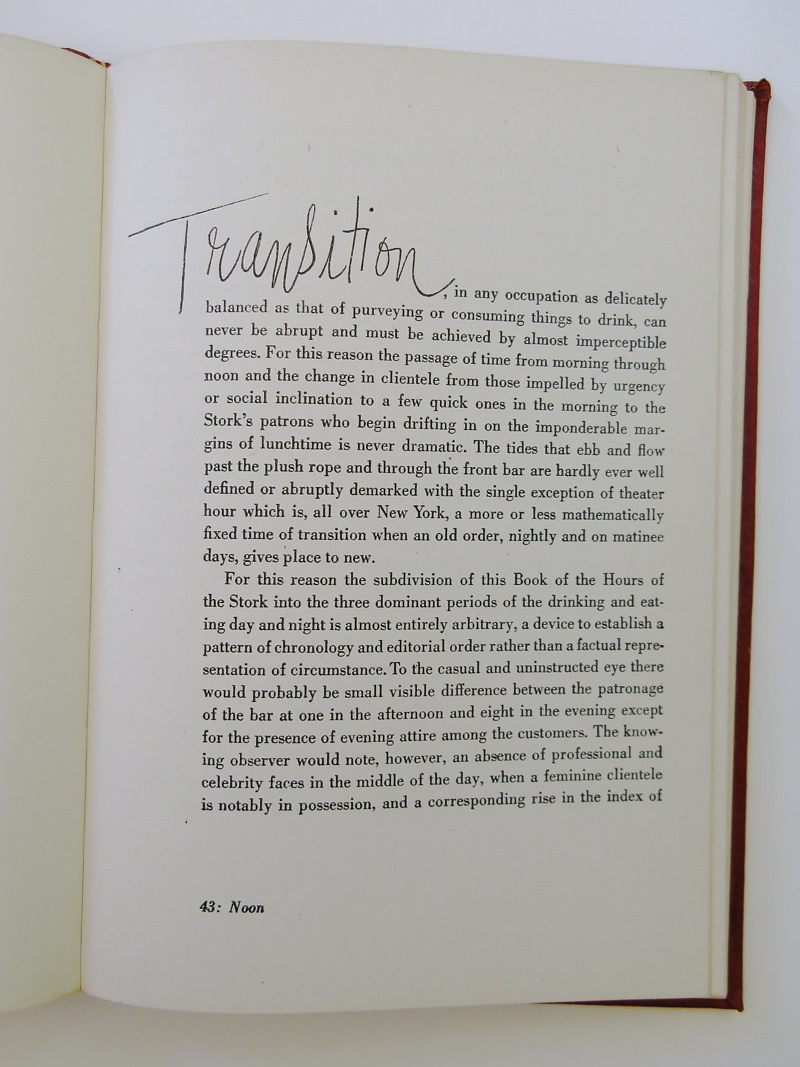 Transition, in any occupation as delicately
balanced as that of purveying or consuming things to drink, can
never be abrupt and must be achieved by almost imperceptible
degrees. For this reason the passage of time from morning through
noon and the change in clientele from those impelled by urgency
or social inclination to a few quick ones in the morning to the
Stork's patrons who begin drifting in on the imponderable mar-
gins of lunchtime is never dramatic. The tides that ebb and flow
past the plush rope and through the front bar are hardly ever well
defined or abruptly demarked with the single exception of theater
hour which is, all over New York, a more or less mathematically
fixed time of transition when an old order, nightly and on matinee
days, gives place to new.
For this reason the subdivision of this Book of the Hours of
the Stork into the three dominant periods of the drinking and eat-
ing day and night is almost entirely arbitrary, a device to establish a
pattern of chronology and editorial order rather than a factual repre-
sentation of circumstance. To the casual and uninstructed eye there
would probably be small visible difference between the patronage
of the bar at one in the afternoon and eight in the evening except
for the presence of evening attire among the customers. The know-
ing observer would note, however, an absence of professional and
celebrity faces in the middle of the day, when a feminine clientele
is notably in possession, and a corresponding rise in the index of
43: Noon